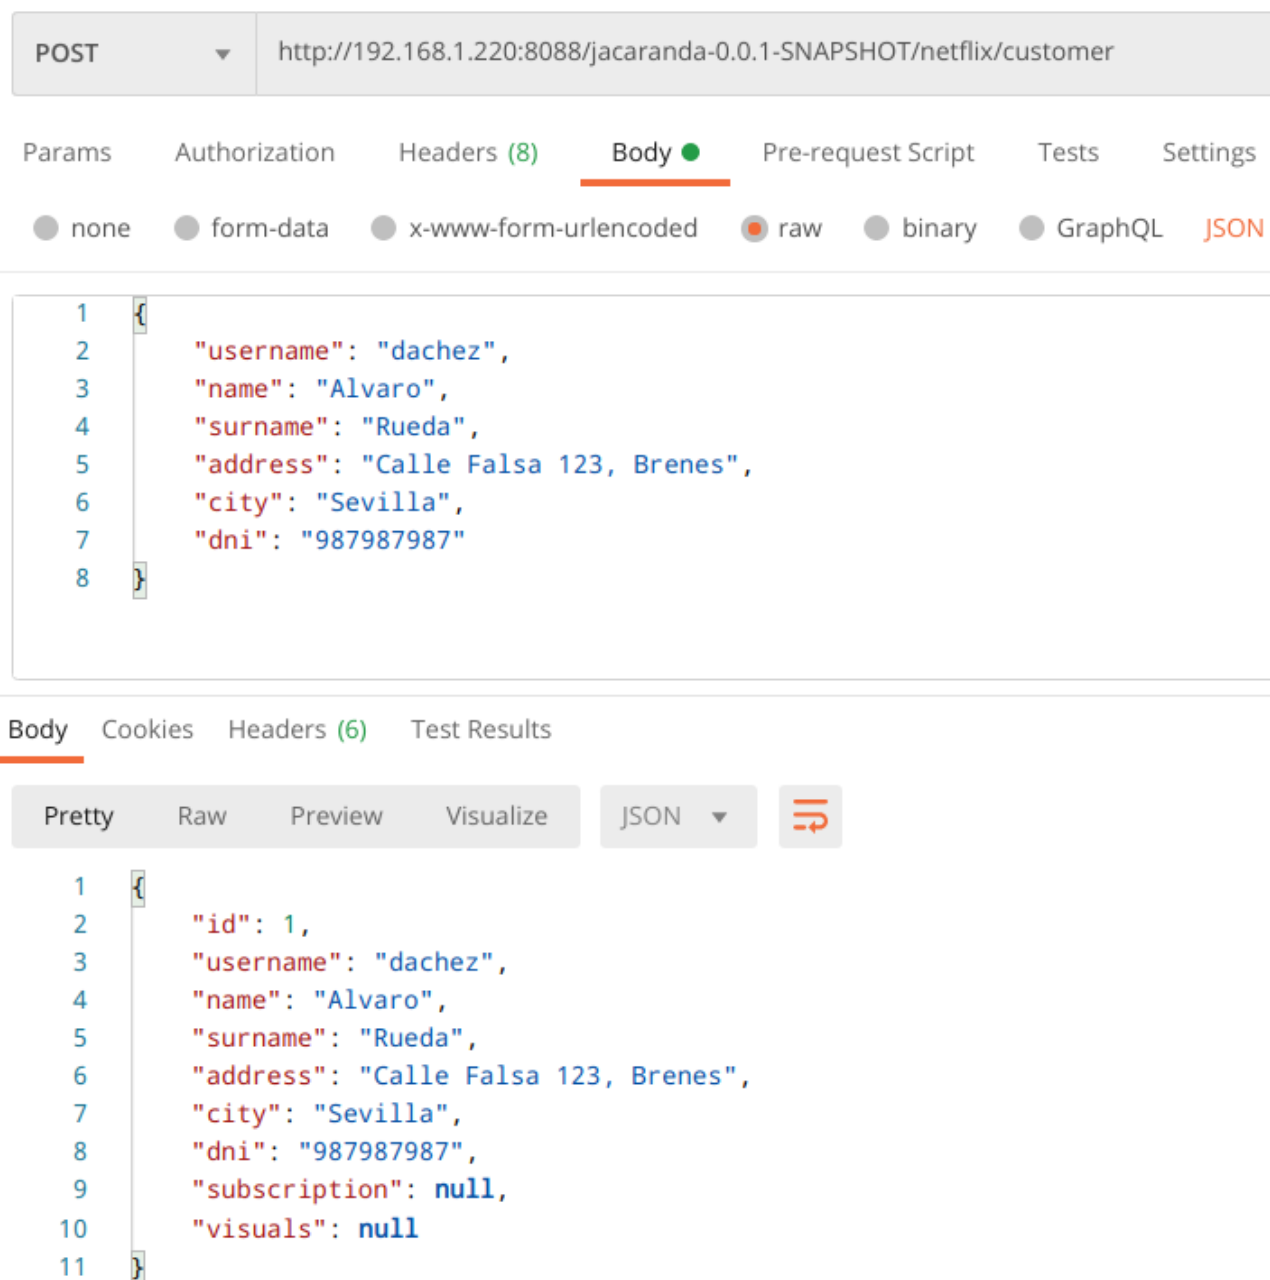 POST http://192.168.1.220:8088/jacaranda-0.0.1-SNAPSHOT/netflix/customer
Params Authorization Headers (8) Body Pre-request Script Tests Settings
none form-data x-www-form-urlencoded raw binary GraphQL JSON
1 {
2 "username": "dachez",
3 "name": "Alvaro",
4 "surname": "Rueda",
5 "address": "Calle Falsa 123, Brenes",
6 "city": "Sevilla",
7 "dni": "987987987"
8 }
Body Cookies Headers (6) Test Results
Pretty Raw Preview Visualize JSON
1 {
2 "id": 1,
3 "username": "dachez",
4 "name": "Alvaro",
5 "surname": "Rueda",
6 "address": "Calle Falsa 123, Brenes",
7 "city": "Sevilla",
8 "dni": "987987987",
9 "subscription": null,
10 "visuals": null
11 }